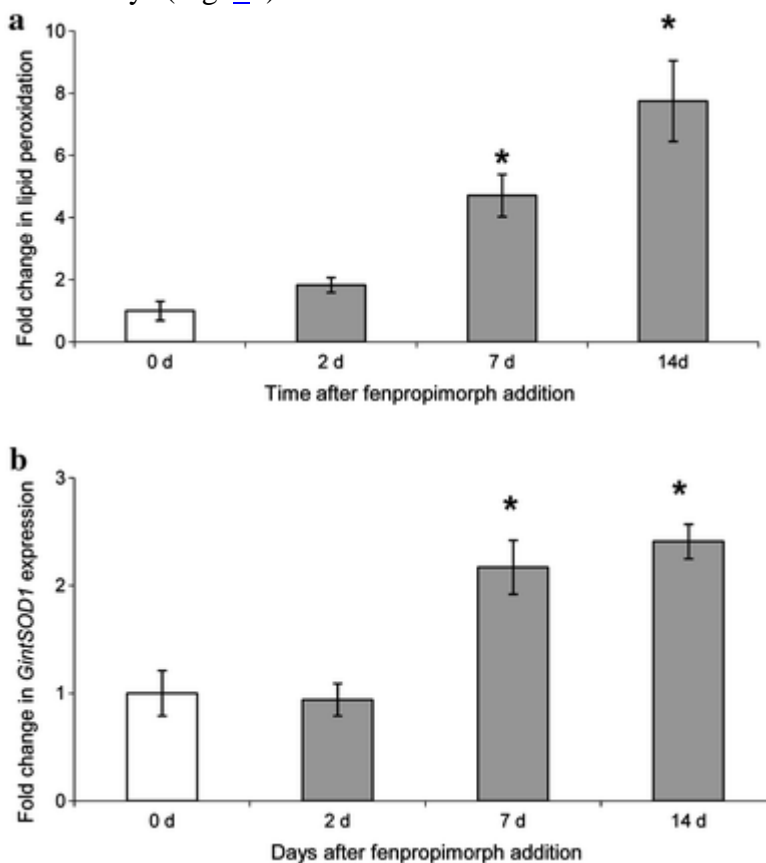 a
Fold change in lipid peroxidation
10
8
6
4
2
0
*
*
0 d 2 d 7 d 14d
Time after fenpropimorph addition
b
Fold change in GintSOD1 expression
3
2
1
0
*
*
0 d 2 d 7 d 14 d
Days after fenpropimorph addition